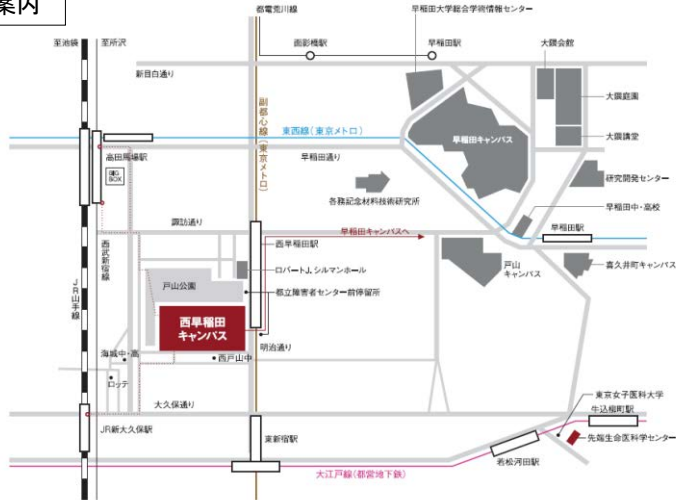 案内
都電荒川線
早稲田大学総合学術情報センター
至池袋
至所沢
面影橋駅
早稲田駅
大隈会館
新目白通り
大隈庭園
副都心線(東京メトロ)
東西線(東京メトロ)
早稲田キャンパス
大隈講堂
高田馬場駅
早稲田通り
BIG
BOX
研究開発センター
各務記念材料技術研究所
早稲田中・高校
諏訪通り
早稲田キャンパスへ
早稲田駅
西武新宿線
西早稲田駅
戸山
キャンパス
喜久井町キャンパス
ロバートJ.シルマンホール
JR山手線
戸山公園
都立障害者センター前停留所
西早稲田
キャンパス
明治通り
海城中・高
西戸山中
ロッテ
東京女子医科大学
大久保通り
牛込柳町駅
JR新大久保駅
東新宿駅
先端生命医科学センター
若松河田駅
大江戸線(都営地下鉄)